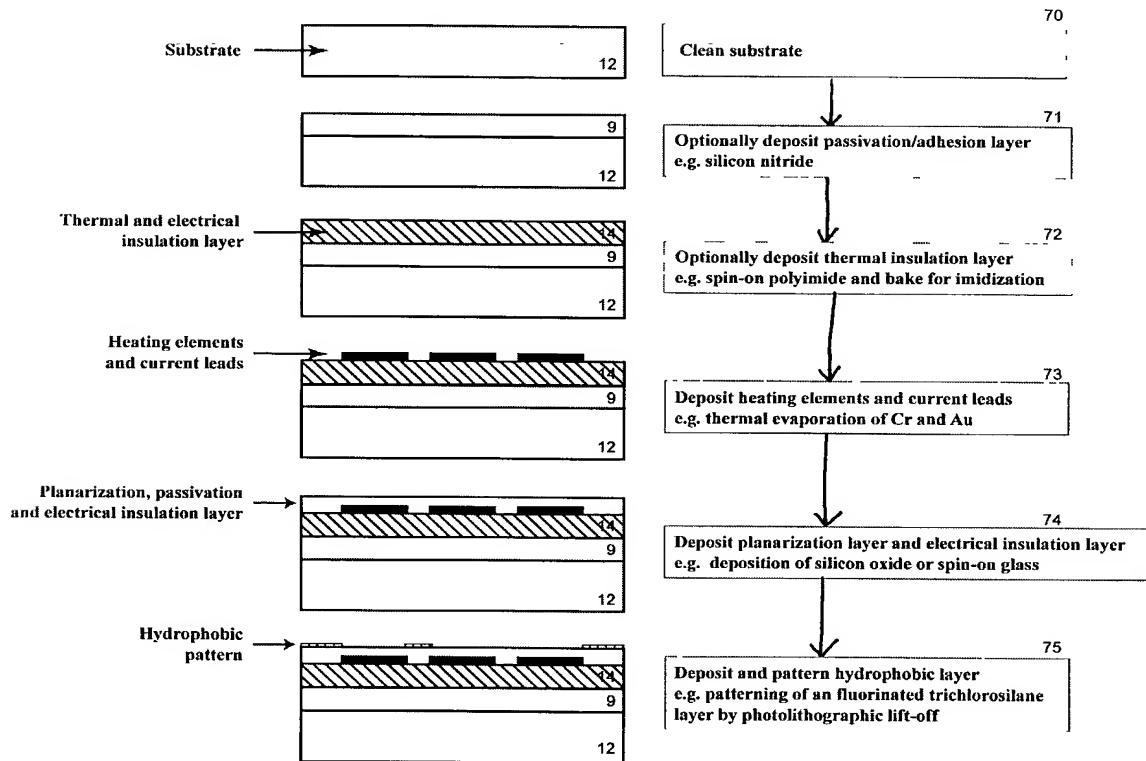 70
Substrate
12
Clean substrate
71
9
12
Optionally deposit passivation/adhesion layer
e.g. silicon nitride
Thermal and electrical
insulation layer
14
9
12
72
Optionally deposit thermal insulation layer
e.g. spin-on polyimide and bake for imidization
Heating elements
and current leads
14
9
12
73
Deposit heating elements and current leads
e.g. thermal evaporation of Cr and Au
Planarization, passivation
and electrical insulation layer
14
9
12
74
Deposit planarization layer and electrical insulation layer
e.g. deposition of silicon oxide or spin-on glass
Hydrophobic
pattern
14
9
12
75
Deposit and pattern hydrophobic layer
e.g. patterning of an fluorinated trichlorosilane
layer by photolithographic lift-off